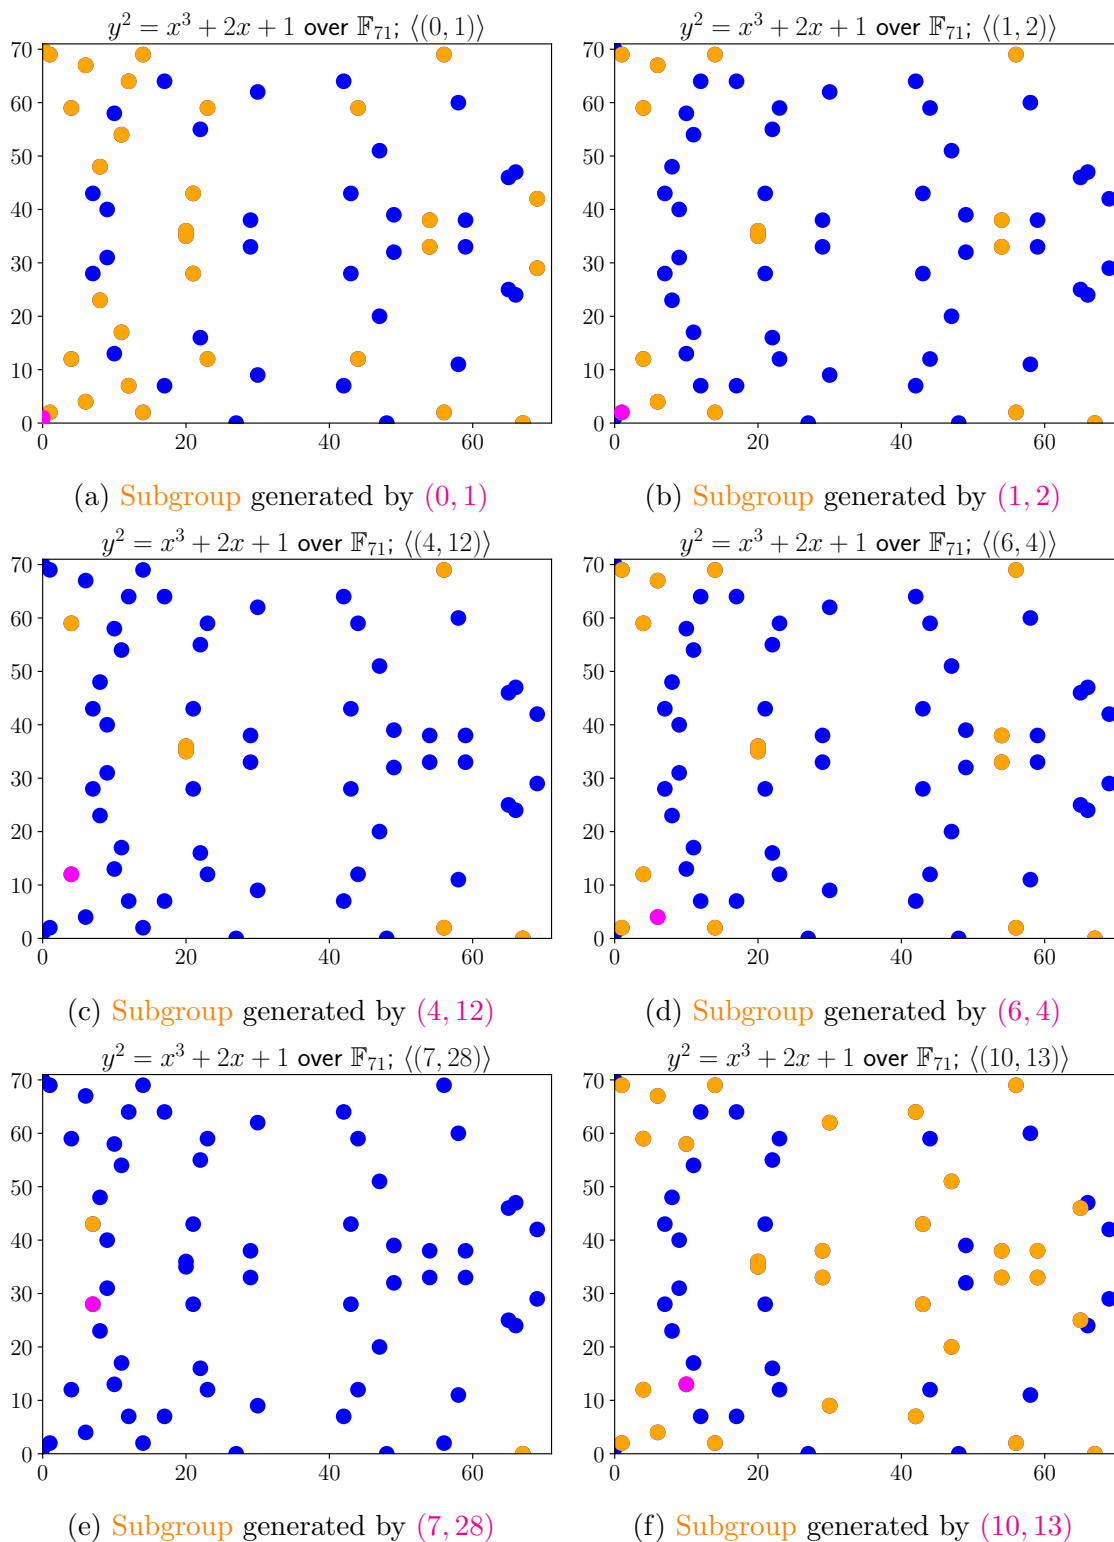 y² = x³ + 2x + 1 over 𝔽₇₁; ⟨(0, 1)⟩
y² = x³ + 2x + 1 over 𝔽₇₁; ⟨(1, 2)⟩
70
60
50
40
30
20
10
0
0 20 40 60
70
60
50
40
30
20
10
0
0 20 40 60
(a) Subgroup generated by (0, 1)
(b) Subgroup generated by (1, 2)
y² = x³ + 2x + 1 over 𝔽₇₁; ⟨(4, 12)⟩
y² = x³ + 2x + 1 over 𝔽₇₁; ⟨(6, 4)⟩
70
60
50
40
30
20
10
0
0 20 40 60
70
60
50
40
30
20
10
0
0 20 40 60
(c) Subgroup generated by (4, 12)
(d) Subgroup generated by (6, 4)
y² = x³ + 2x + 1 over 𝔽₇₁; ⟨(7, 28)⟩
y² = x³ + 2x + 1 over 𝔽₇₁; ⟨(10, 13)⟩
70
60
50
40
30
20
10
0
0 20 40 60
70
60
50
40
30
20
10
0
0 20 40 60
(e) Subgroup generated by (7, 28)
(f) Subgroup generated by (10, 13)